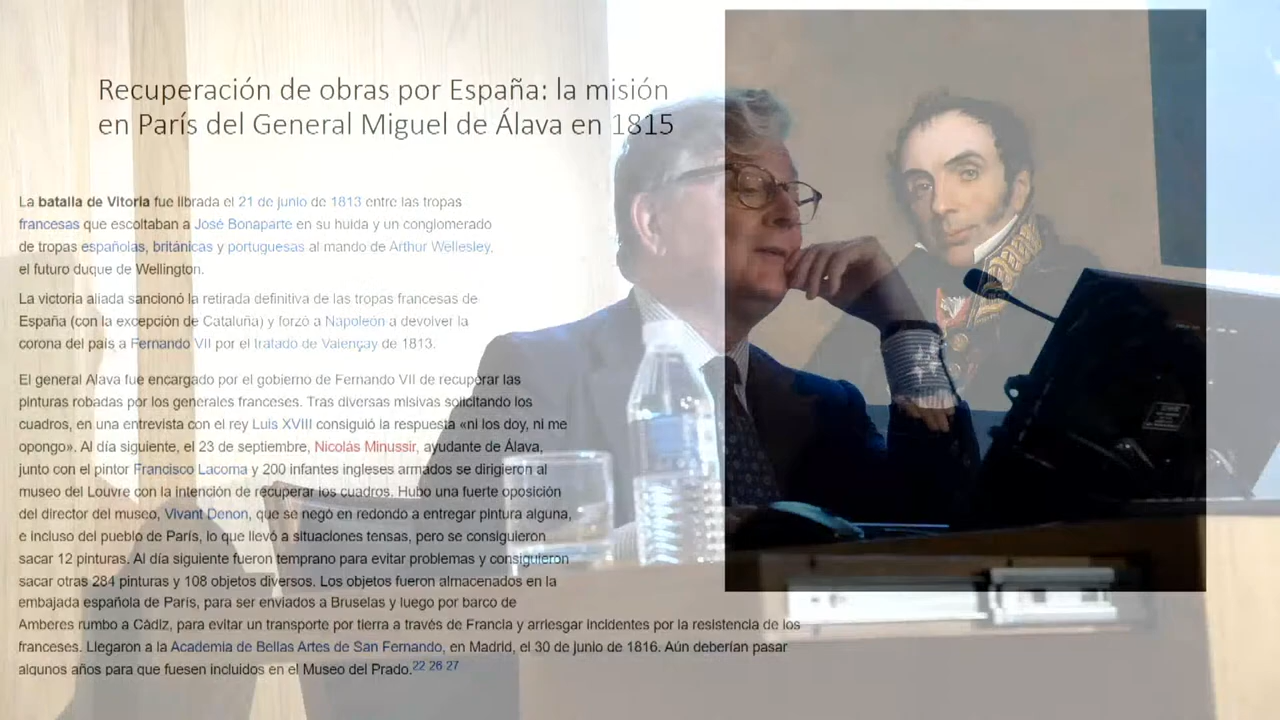 Recuperación de obras por España: la misión
en París del General Miguel de Álava en 1815
La batalla de Vitoria fue librada el 21 de junio de 1813 entre las tropas
francesas que escoltaban a José Bonaparte en su huida y un conglomerado
de tropas españolas, británicas y portuguesas al mando de Arthur Wellesley,
el futuro duque de Wellington.
La victoria aliada sancionó la retirada definitiva de las tropas francesas de
España (con la excepción de Cataluña) y forzó a Napoleón a devolver la
corona del país a Fernando VII por el tratado de Valençay de 1813.
El general Alava fue encargado por el gobierno de Fernando VII de recuperar las
pinturas robadas por los generales franceses. Tras diversas misivas solicitando los
cuadros, en una entrevista con el rey Luis XVIII consiguió la respuesta «ni los doy, ni me
opongo». Al día siguiente, el 23 de septiembre, Nicolás Minussir, ayudante de Álava,
junto con el pintor Francisco Lacoma y 200 infantes ingleses armados se dirigieron al
museo del Louvre con la intención de recuperar los cuadros. Hubo una fuerte oposición
del director del museo, Vivant Denon, que se negó en redondo a entregar pintura alguna,
e incluso del pueblo de París, lo que llevó a situaciones tensas, pero se consiguieron
sacar 12 pinturas. Al día siguiente fueron temprano para evitar problemas y consiguieron
sacar otras 284 pinturas y 108 objetos diversos. Los objetos fueron almacenados en la
embajada española de París, para ser enviados a Bruselas y luego por barco de
Amberes rumbo a Cádiz, para evitar un transporte por tierra a través de Francia y arriesgar incidentes por la resistencia de los
franceses. Llegaron a la Academia de Bellas Artes de San Fernando, en Madrid, el 30 de junio de 1816. Aún deberían pasar
algunos años para que fuesen incluidos en el Museo del Prado.22 26 27